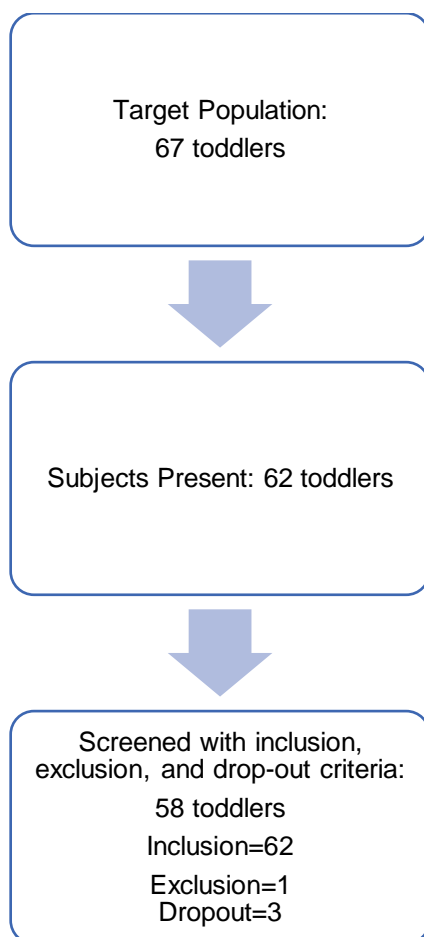 Target Population:
67 toddlers
Subjects Present: 62 toddlers
Screened with inclusion,
exclusion, and drop-out criteria:
58 toddlers
Inclusion=62
Exclusion=1
Dropout=3